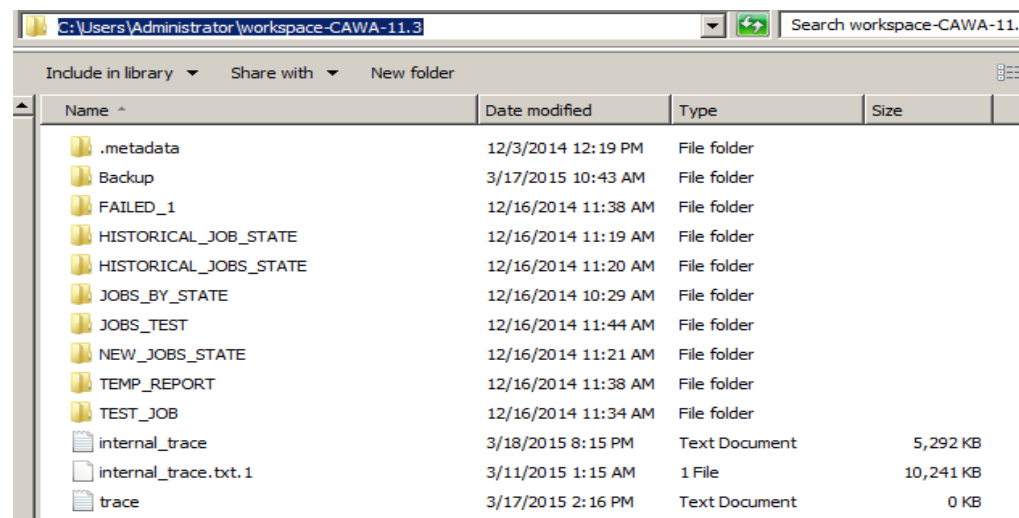 C:\Users\Administrator\workspace-CAWA-11.3 Search workspace-CAWA-11.
Include in library Share with New folder
Name Date modified Type Size
.metadata 12/3/2014 12:19 PM File folder
Backup 3/17/2015 10:43 AM File folder
FAILED_1 12/16/2014 11:38 AM File folder
HISTORICAL_JOB_STATE 12/16/2014 11:19 AM File folder
HISTORICAL_JOBS_STATE 12/16/2014 11:20 AM File folder
JOBS_BY_STATE 12/16/2014 10:29 AM File folder
JOBS_TEST 12/16/2014 11:44 AM File folder
NEW_JOBS_STATE 12/16/2014 11:21 AM File folder
TEMP_REPORT 12/16/2014 11:38 AM File folder
TEST_JOB 12/16/2014 11:34 AM File folder
internal_trace 3/18/2015 8:15 PM Text Document 5,292 KB
internal_trace.txt.1 3/11/2015 1:15 AM 1 File 10,241 KB
trace 3/17/2015 2:16 PM Text Document 0 KB